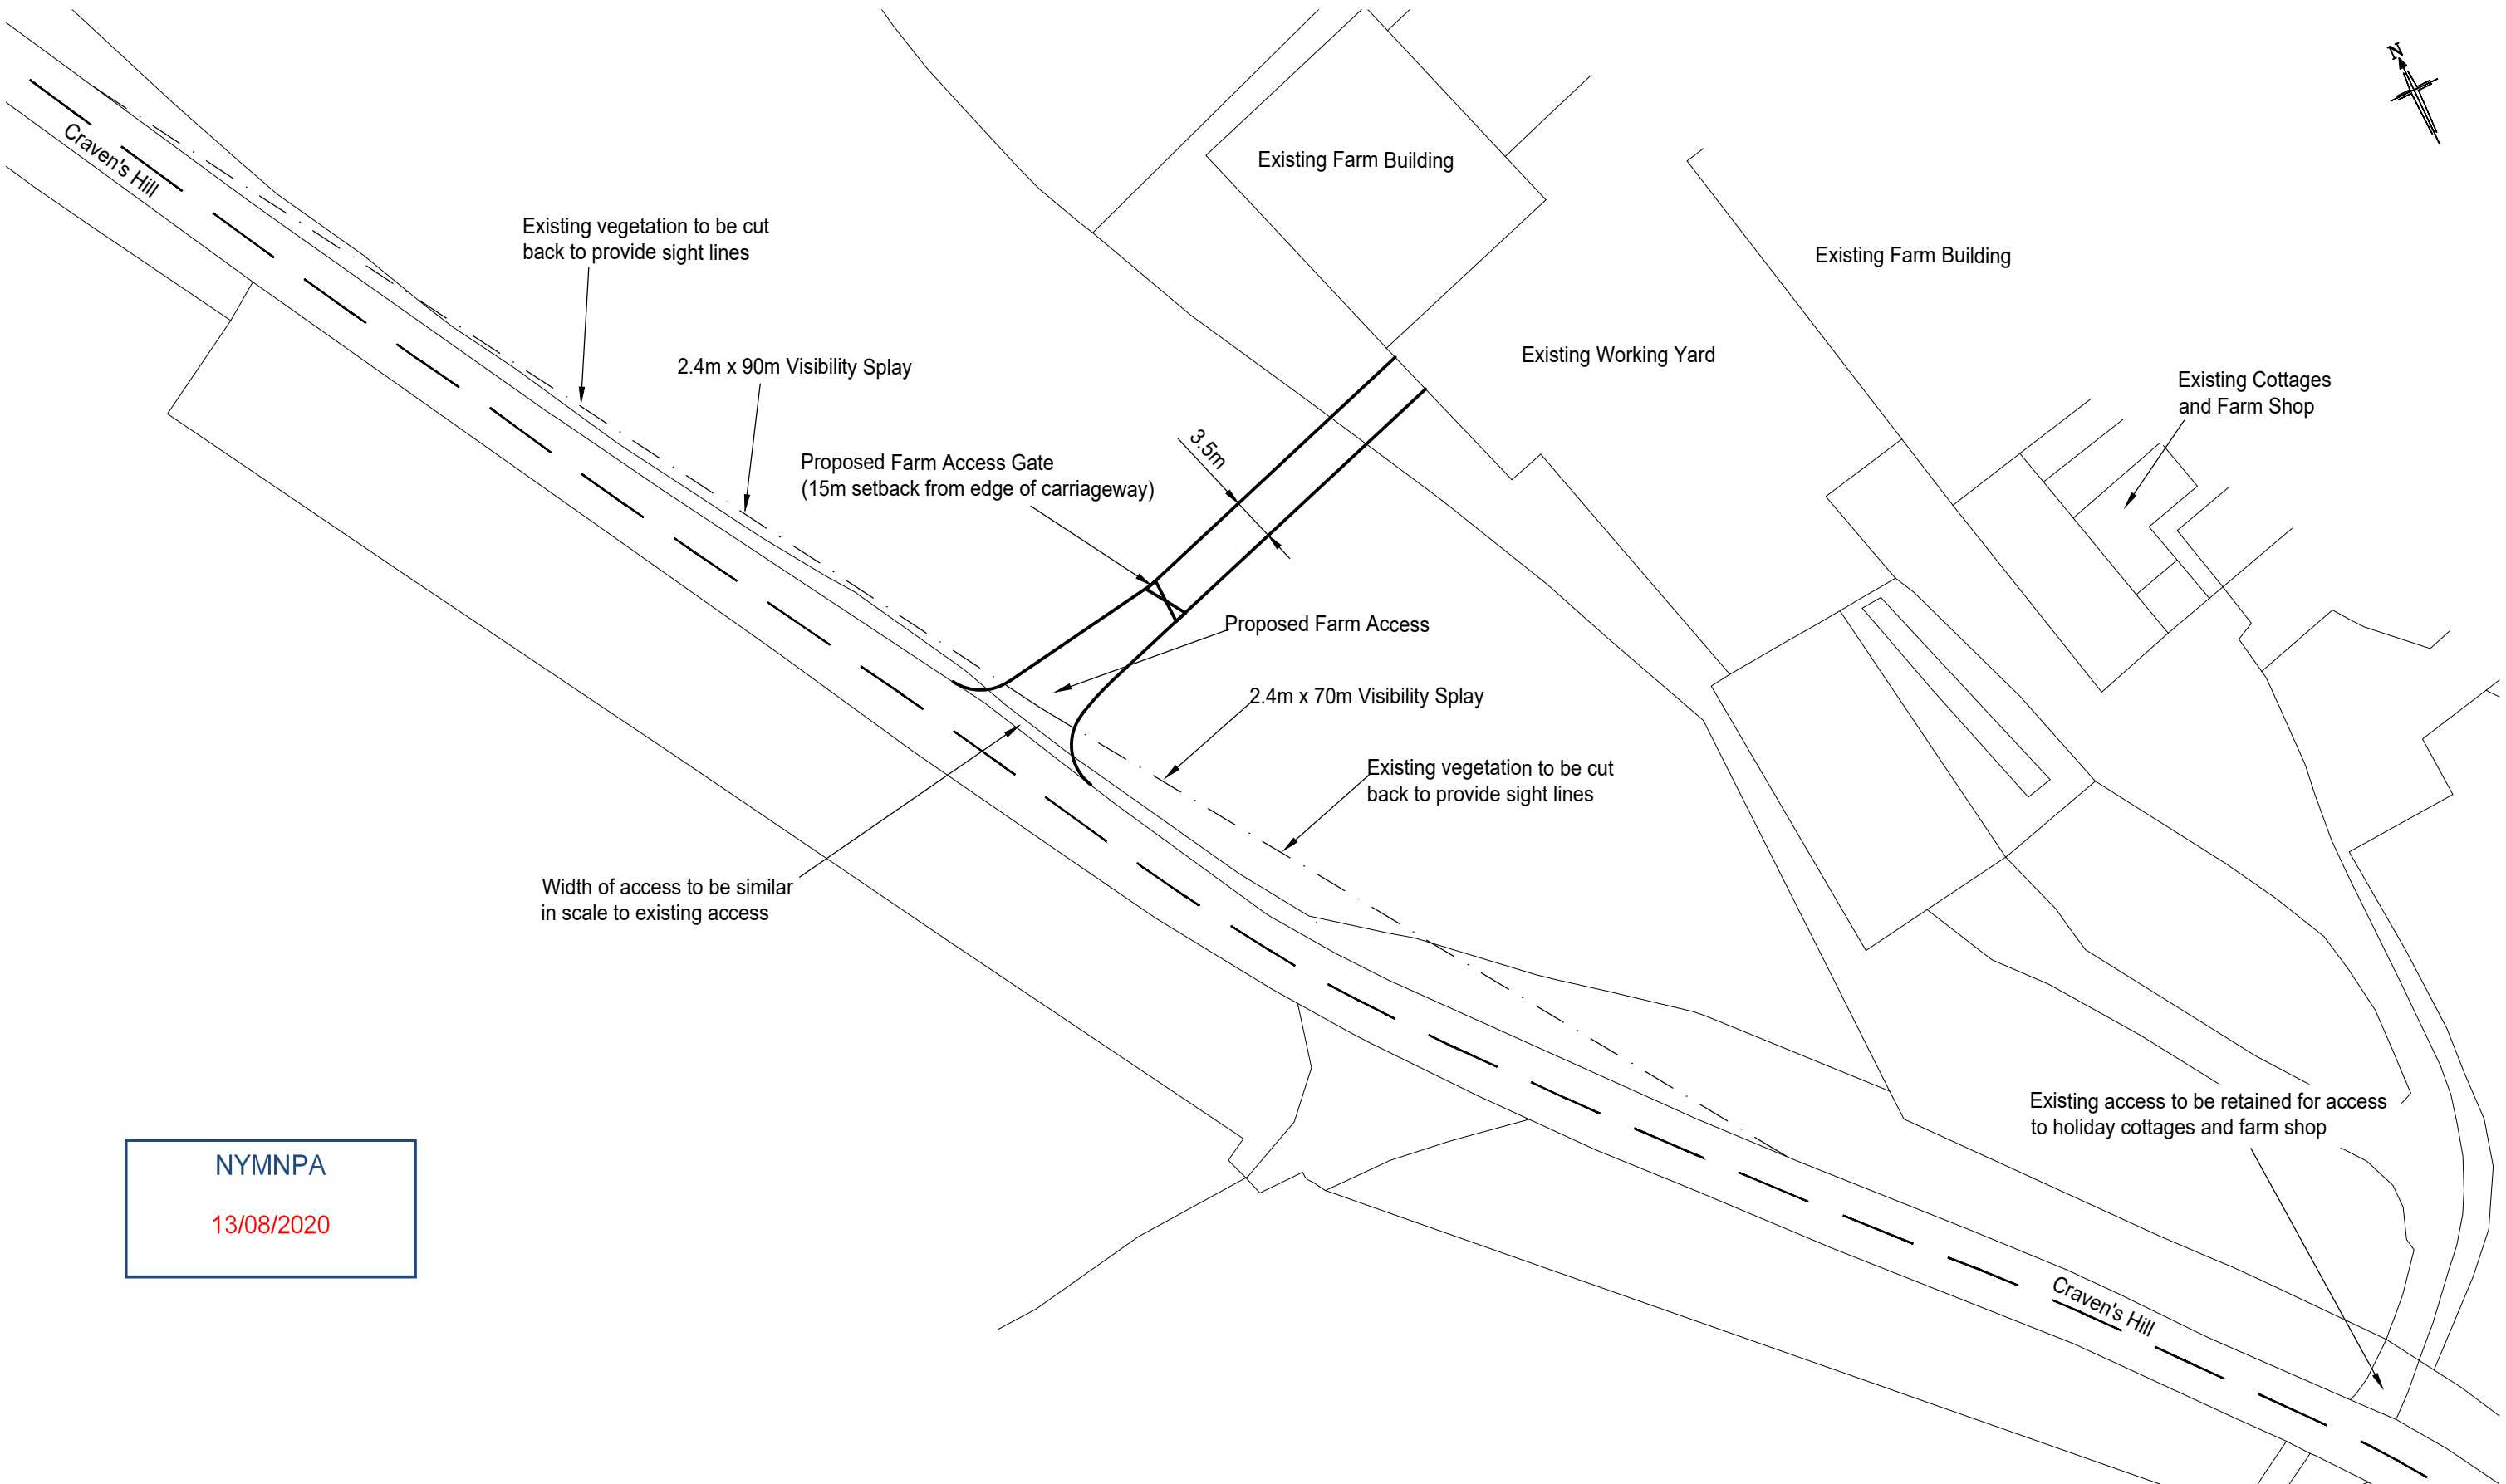 N
Craven's Hill
Existing Farm Building
Existing vegetation to be cut
back to provide sight lines
Existing Farm Building
2.4m x 90m Visibility Splay
Existing Working Yard
Existing Cottages
and Farm Shop
3.5m
Proposed Farm Access Gate
(15m setback from edge of carriageway)
Proposed Farm Access
2.4m x 70m Visibility Splay
Existing vegetation to be cut
back to provide sight lines
Width of access to be similar
in scale to existing access
Existing access to be retained for access
to holiday cottages and farm shop
NYMNPA
13/08/2020
Craven's Hill